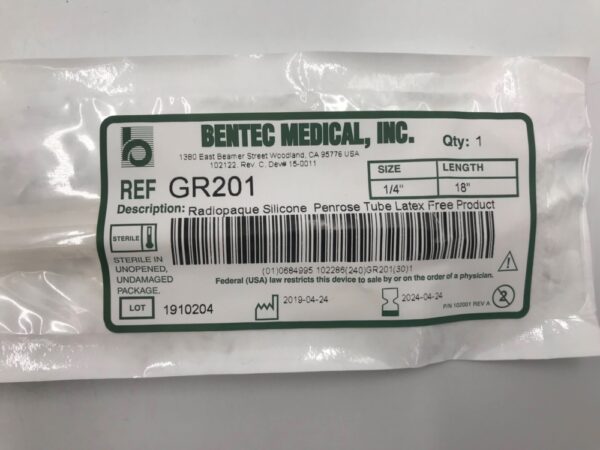 b
BENTEC MEDICAL, INC.
Qty: 1
1380 East Beamer Street Woodland, CA 95776 USA
102122. Rev. C. Dev# 15-0011
SIZE LENGTH
1/4" 18"
REF GR201
Description: Radiopaque Silicone Penrose Tube Latex Free Product
STERILE
(240)GR201(30)1
STERILE IN
UNOPENED,
UNDAMAGED
PACKAGE.
Federal (USA) law restricts this device to sale by or on the order of a physician.
LOT 1910204
2019-04-24
2024-04-24
P/N 102001 REV A
2